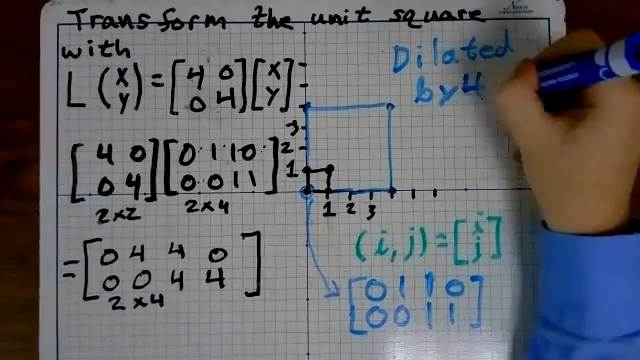 Transform the unit square
with
L (x y) = [4 0 0 4] [x y]
Dilated
by 4
[4 0 0 4] [0 1 1 0 0 0 1 1]
2x2 2x4
3
2
1
1 2 3
= [0 4 4 0 0 0 4 4]
2x4
(i, j) = [i j]
[0 1 1 0 0 0 1 1]